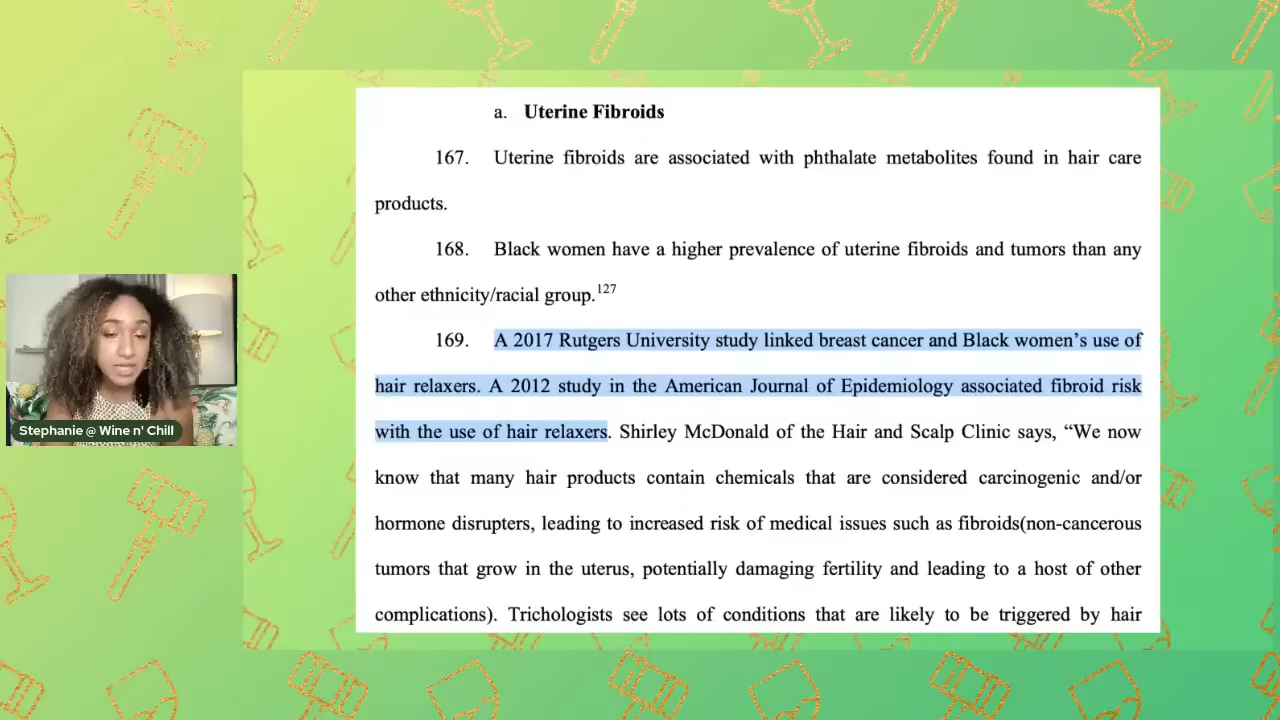 a. Uterine Fibroids
167. Uterine fibroids are associated with phthalate metabolites found in hair care
products.
168. Black women have a higher prevalence of uterine fibroids and tumors than any
other ethnicity/racial group.127
169. A 2017 Rutgers University study linked breast cancer and Black women’s use of
hair relaxers. A 2012 study in the American Journal of Epidemiology associated fibroid risk
with the use of hair relaxers. Shirley McDonald of the Hair and Scalp Clinic says, “We now
know that many hair products contain chemicals that are considered carcinogenic and/or
hormone disrupters, leading to increased risk of medical issues such as fibroids(non-cancerous
tumors that grow in the uterus, potentially damaging fertility and leading to a host of other
complications). Trichologists see lots of conditions that are likely to be triggered by hair
Stephanie @ Wine n' Chill